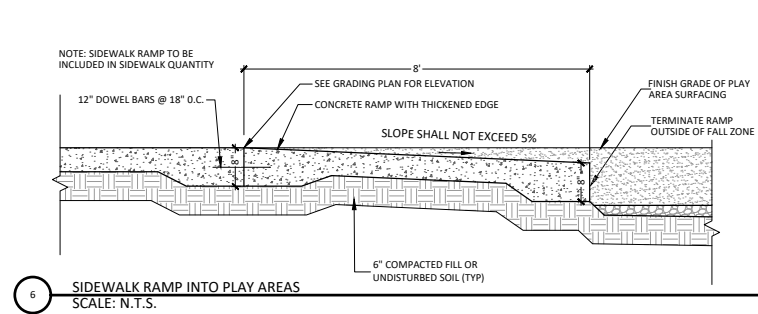 NOTE: SIDEWALK RAMP TO BE
INCLUDED IN SIDEWALK QUANTITY
8'
SEE GRADING PLAN FOR ELEVATION
12" DOWEL BARS @ 18" O.C.
CONCRETE RAMP WITH THICKENED EDGE
FINISH GRADE OF PLAY
AREA SURFACING
TERMINATE RAMP
OUTSIDE OF FALL ZONE
SLOPE SHALL NOT EXCEED 5%
8"
8"
6" COMPACTED FILL OR
UNDISTURBED SOIL (TYP)
6
SIDEWALK RAMP INTO PLAY AREAS
SCALE: N.T.S.